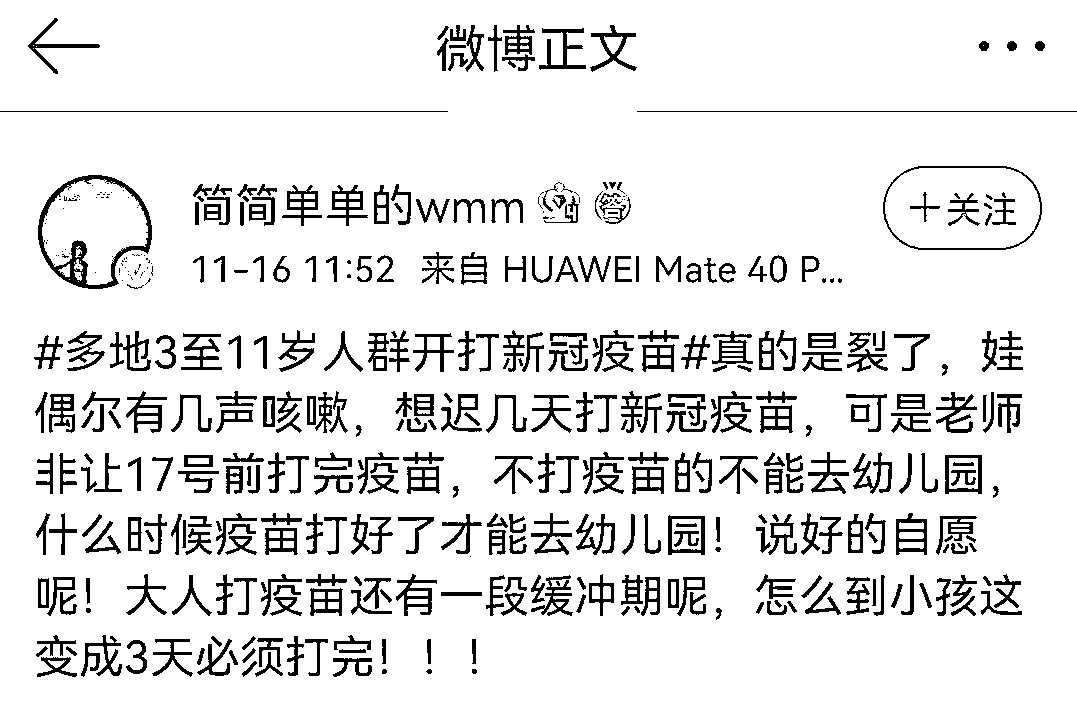 微博正文
简简单单的wmm
+关注
11-16 11:52 来自 HUAWEI Mate 40 P...
#多地3至11岁人群开打新冠疫苗#真的是裂了，娃
偶尔有几声咳嗽，想迟几天打新冠疫苗，可是老师
非让17号前打完疫苗，不打疫苗的不能去幼儿园，
什么时候疫苗打好了才能去幼儿园！说好的自愿
呢！大人打疫苗还有一段缓冲期呢，怎么到小孩这
变成3天必须打完！！！